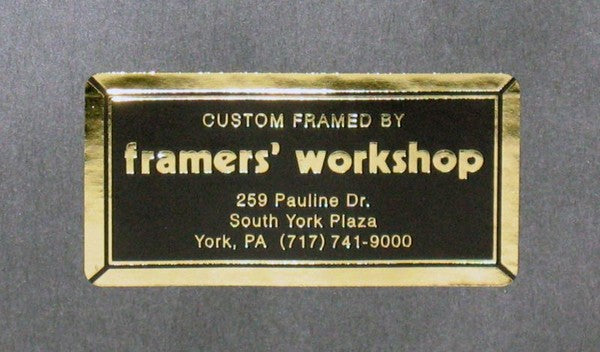 CUSTOM FRAMED BY
framers' workshop
259 Pauline Dr.
South York Plaza
York, PA (717) 741-9000